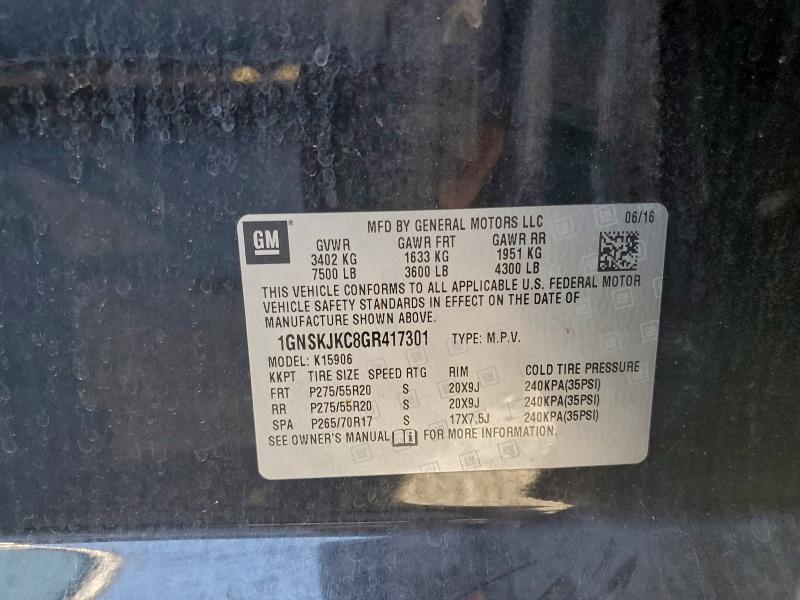 GM ® MFD BY GENERAL MOTORS LLC 06/16
GVWR GAWR FRT GAWR RR
3402 KG 1633 KG 1951 KG
7500 LB 3600 LB 4300 LB
THIS VEHICLE CONFORMS TO ALL APPLICABLE U.S. FEDERAL MOTOR
VEHICLE SAFETY STANDARDS IN EFFECT ON THE DATE OF
MANUFACTURE SHOWN ABOVE.
1GNSKJKC8GR417301 TYPE: M.P.V.
MODEL: K15906
KKPT TIRE SIZE SPEED RTG RIM COLD TIRE PRESSURE
FRT P275/55R20 S 20X9J 240KPA(35PSI)
RR P275/55R20 S 20X9J 240KPA(35PSI)
SPA P265/70R17 S 17X7.5J 240KPA(35PSI)
SEE OWNER'S MANUAL FOR MORE INFORMATION.